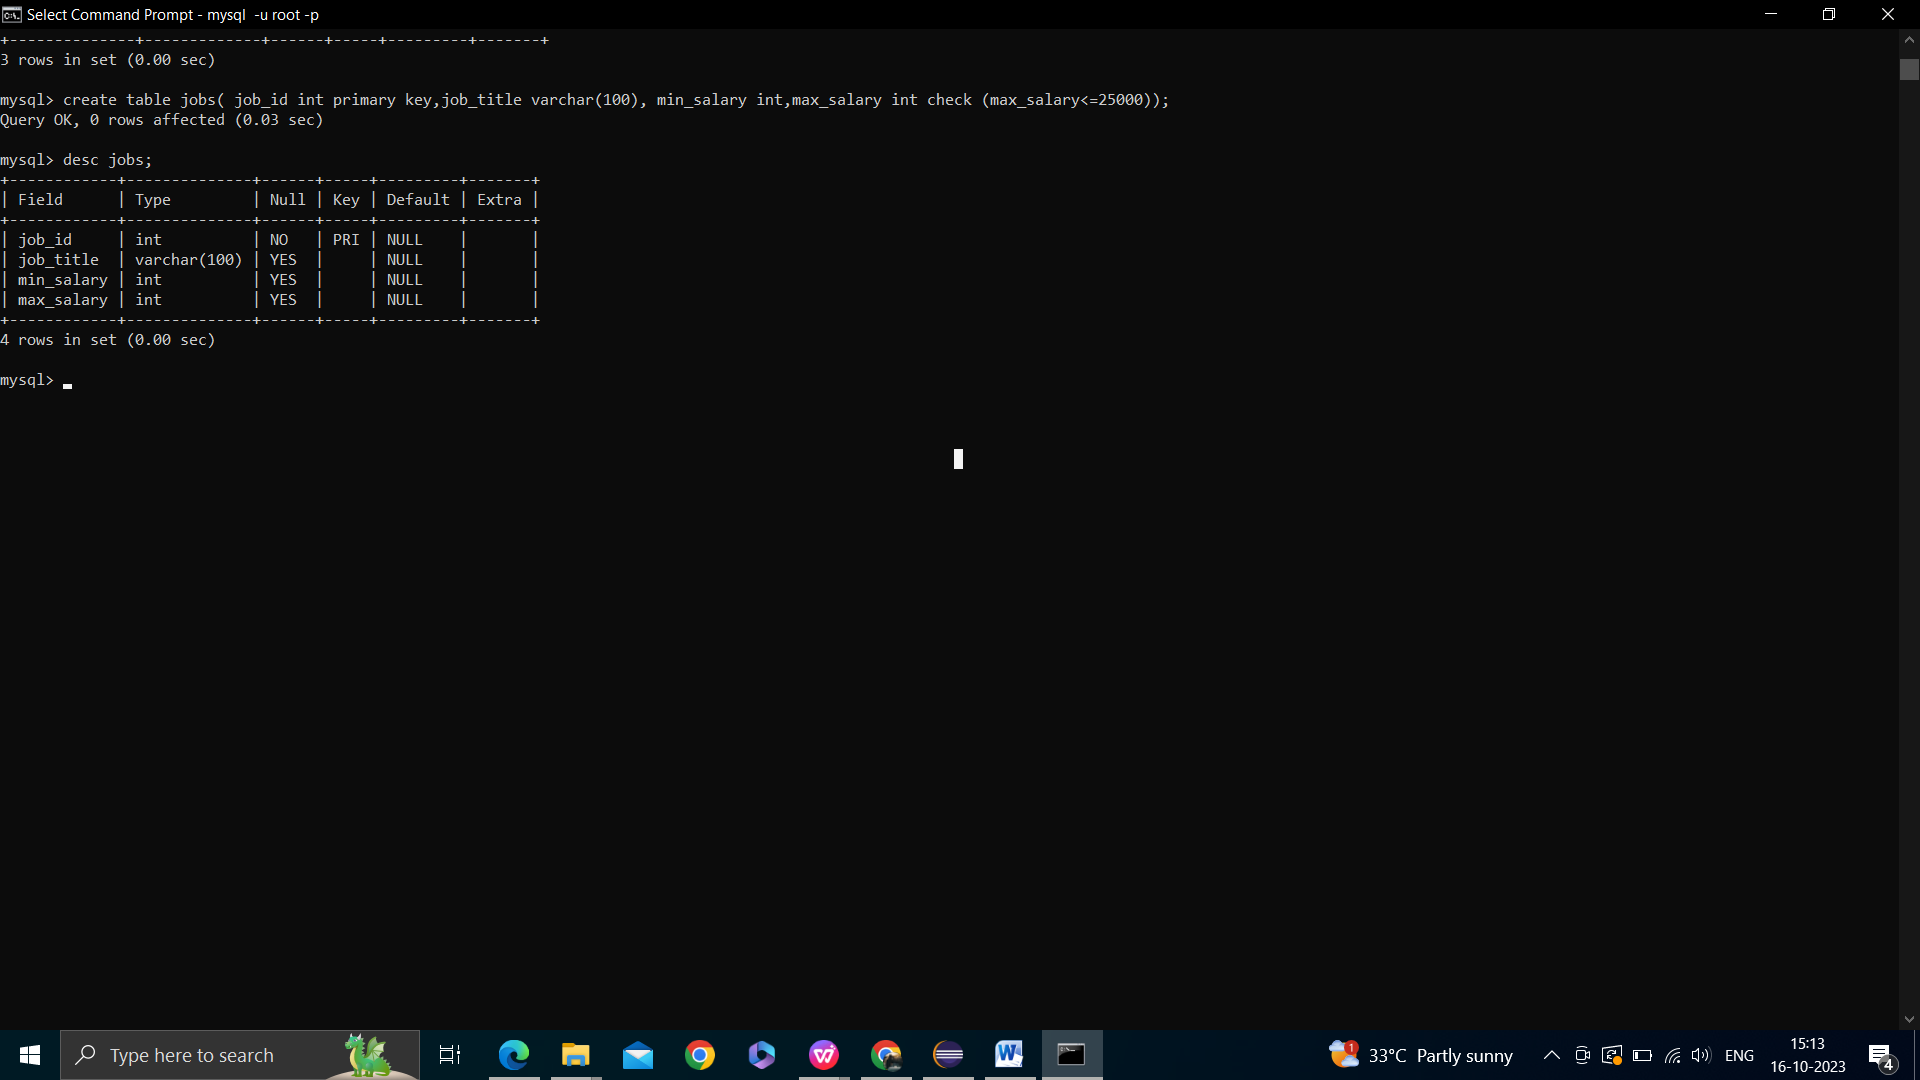 Select Command Prompt - mysql  -u root -p
+--------------+-------------+------+-----+---------+-------+
3 rows in set (0.00 sec)
mysql> create table jobs( job_id int primary key,job_title varchar(100), min_salary int,max_salary int check (max_salary<=25000));
Query OK, 0 rows affected (0.03 sec)
mysql> desc jobs;
+------------+--------------+------+-----+---------+-------+
| Field      | Type         | Null | Key | Default | Extra |
+------------+--------------+------+-----+---------+-------+
| job_id     | int          | NO   | PRI | NULL    |       |
| job_title  | varchar(100) | YES  |     | NULL    |       |
| min_salary | int          | YES  |     | NULL    |       |
| max_salary | int          | YES  |     | NULL    |       |
+------------+--------------+------+-----+---------+-------+
4 rows in set (0.00 sec)
mysql>
Type here to search
1
33°C Partly sunny
ENG
15:13
16-10-2023
4